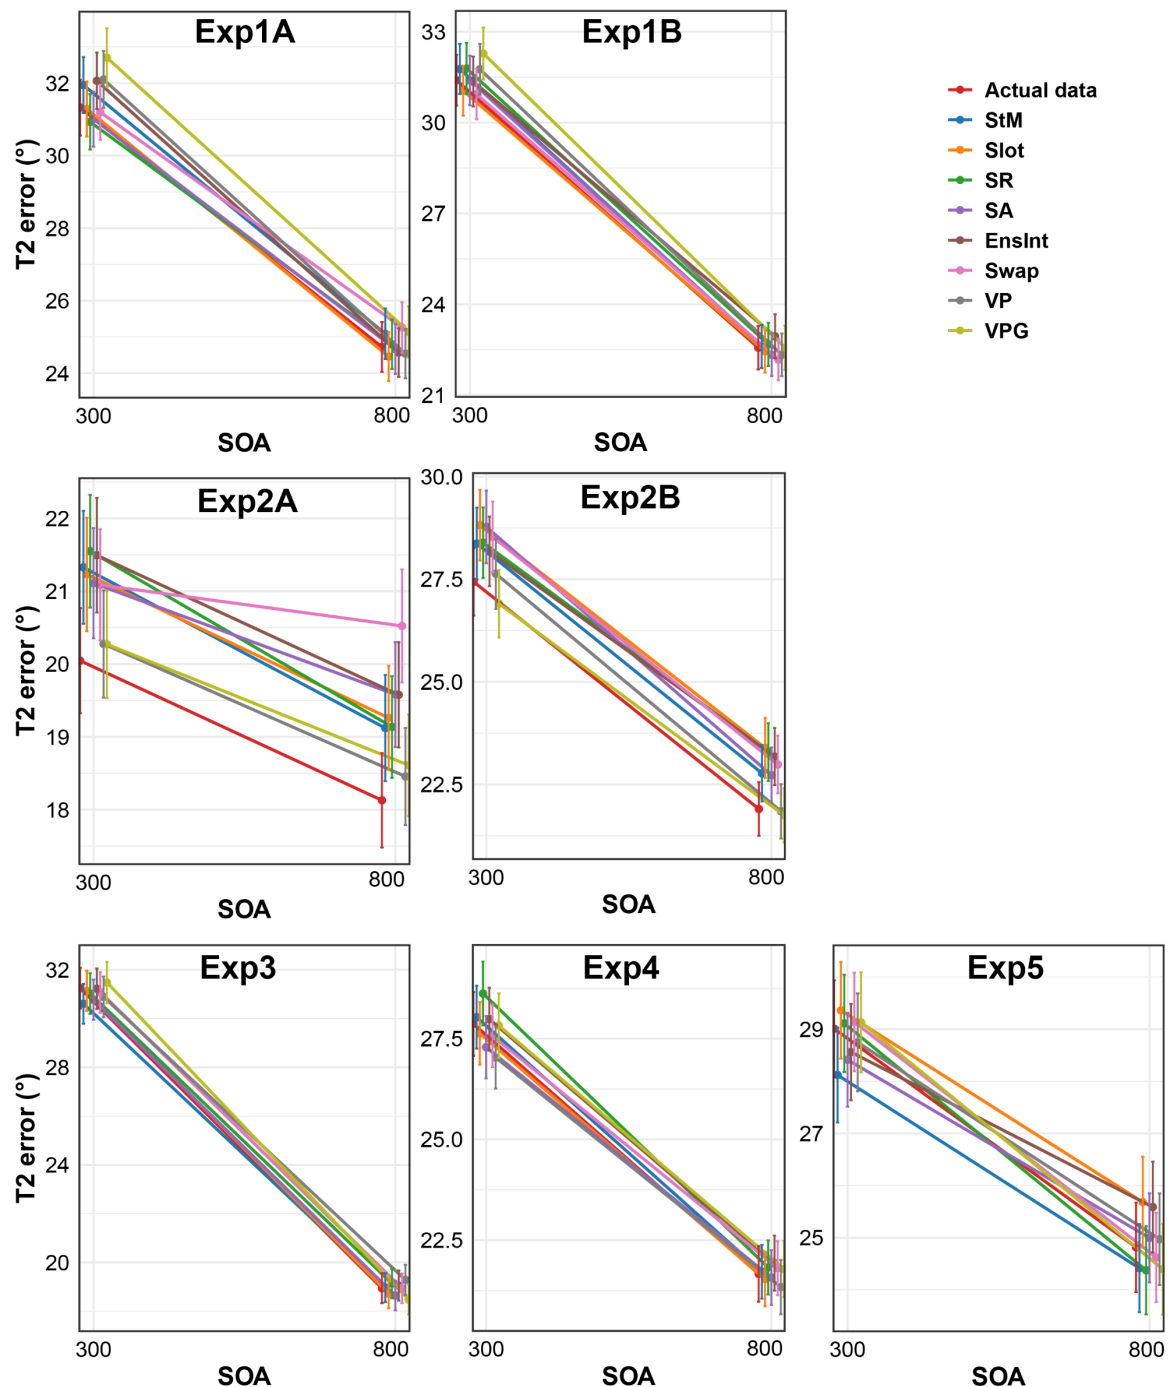 Exp1A
T2 error (°)
32
30
28
26
24
300
800
SOA
Exp1B
33
30
27
24
21
300
800
SOA
Actual data
StM
Slot
SR
SA
EnsInt
Swap
VP
VPG
Exp2A
T2 error (°)
22
21
20
19
18
300
800
SOA
Exp2B
30.0
27.5
25.0
22.5
300
800
SOA
Exp3
T2 error (°)
32
28
24
20
300
800
SOA
Exp4
27.5
25.0
22.5
300
800
SOA
Exp5
29
27
25
300
800
SOA